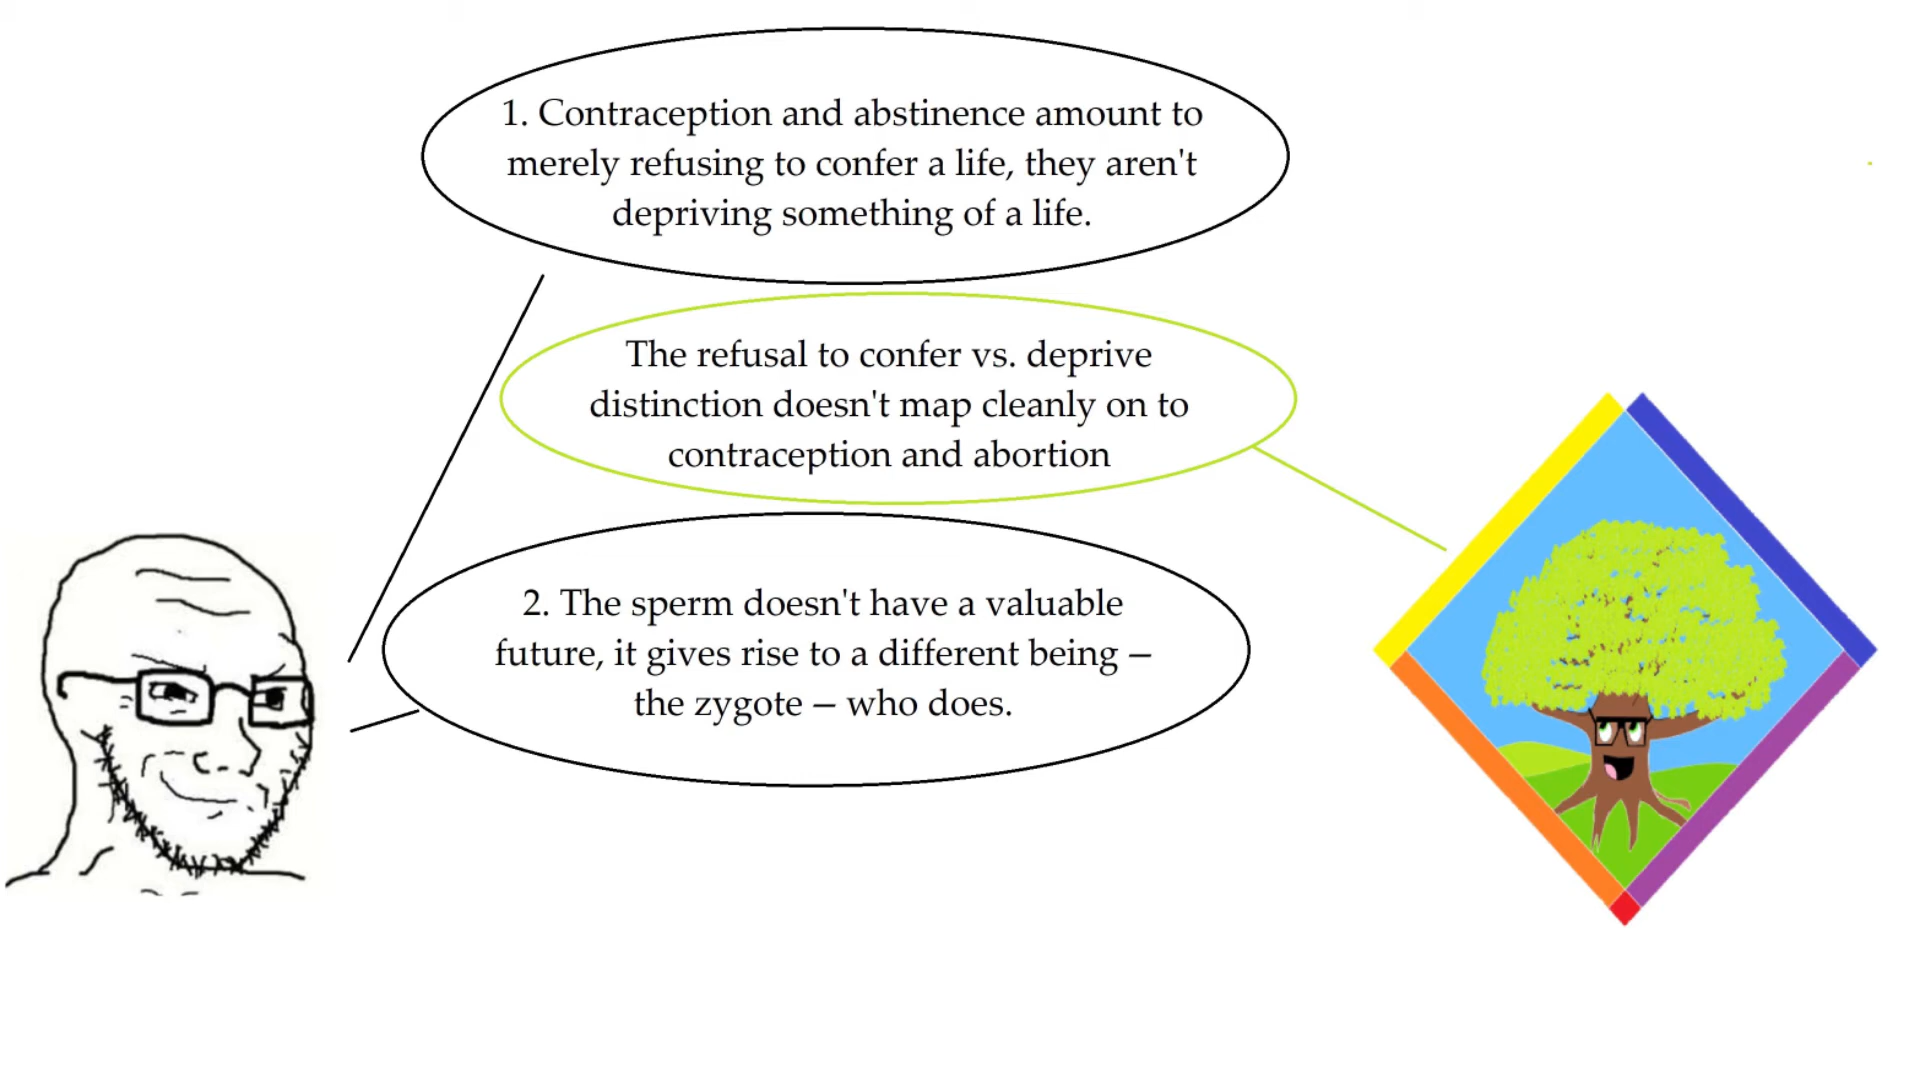 1. Contraception and abstinence amount to
merely refusing to confer a life, they aren't
depriving something of a life.
The refusal to confer vs. deprive
distinction doesn't map cleanly on to
contraception and abortion
2. The sperm doesn't have a valuable
future, it gives rise to a different being –
the zygote – who does.